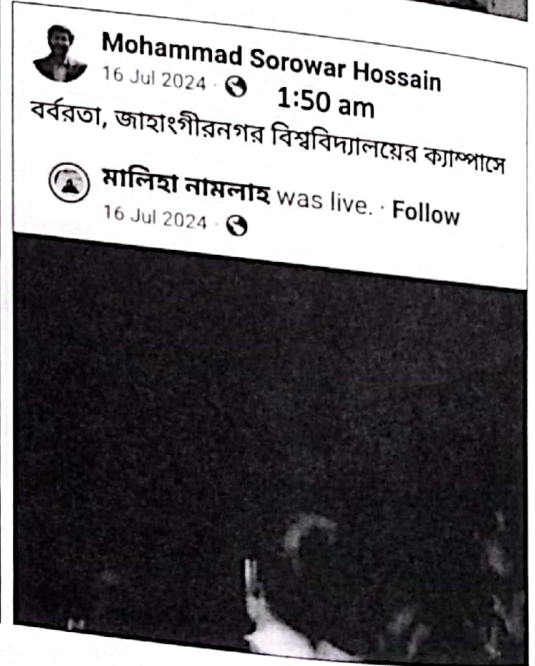 Mohammad Sorowar Hossain
16 Jul 2024 · 1:50 am
বর্বরতা, জাহাংগীরনগর বিশ্ববিদ্যালয়ের ক্যাম্পাসে
মালিহা নামলাহ was live. · Follow
16 Jul 2024 ·